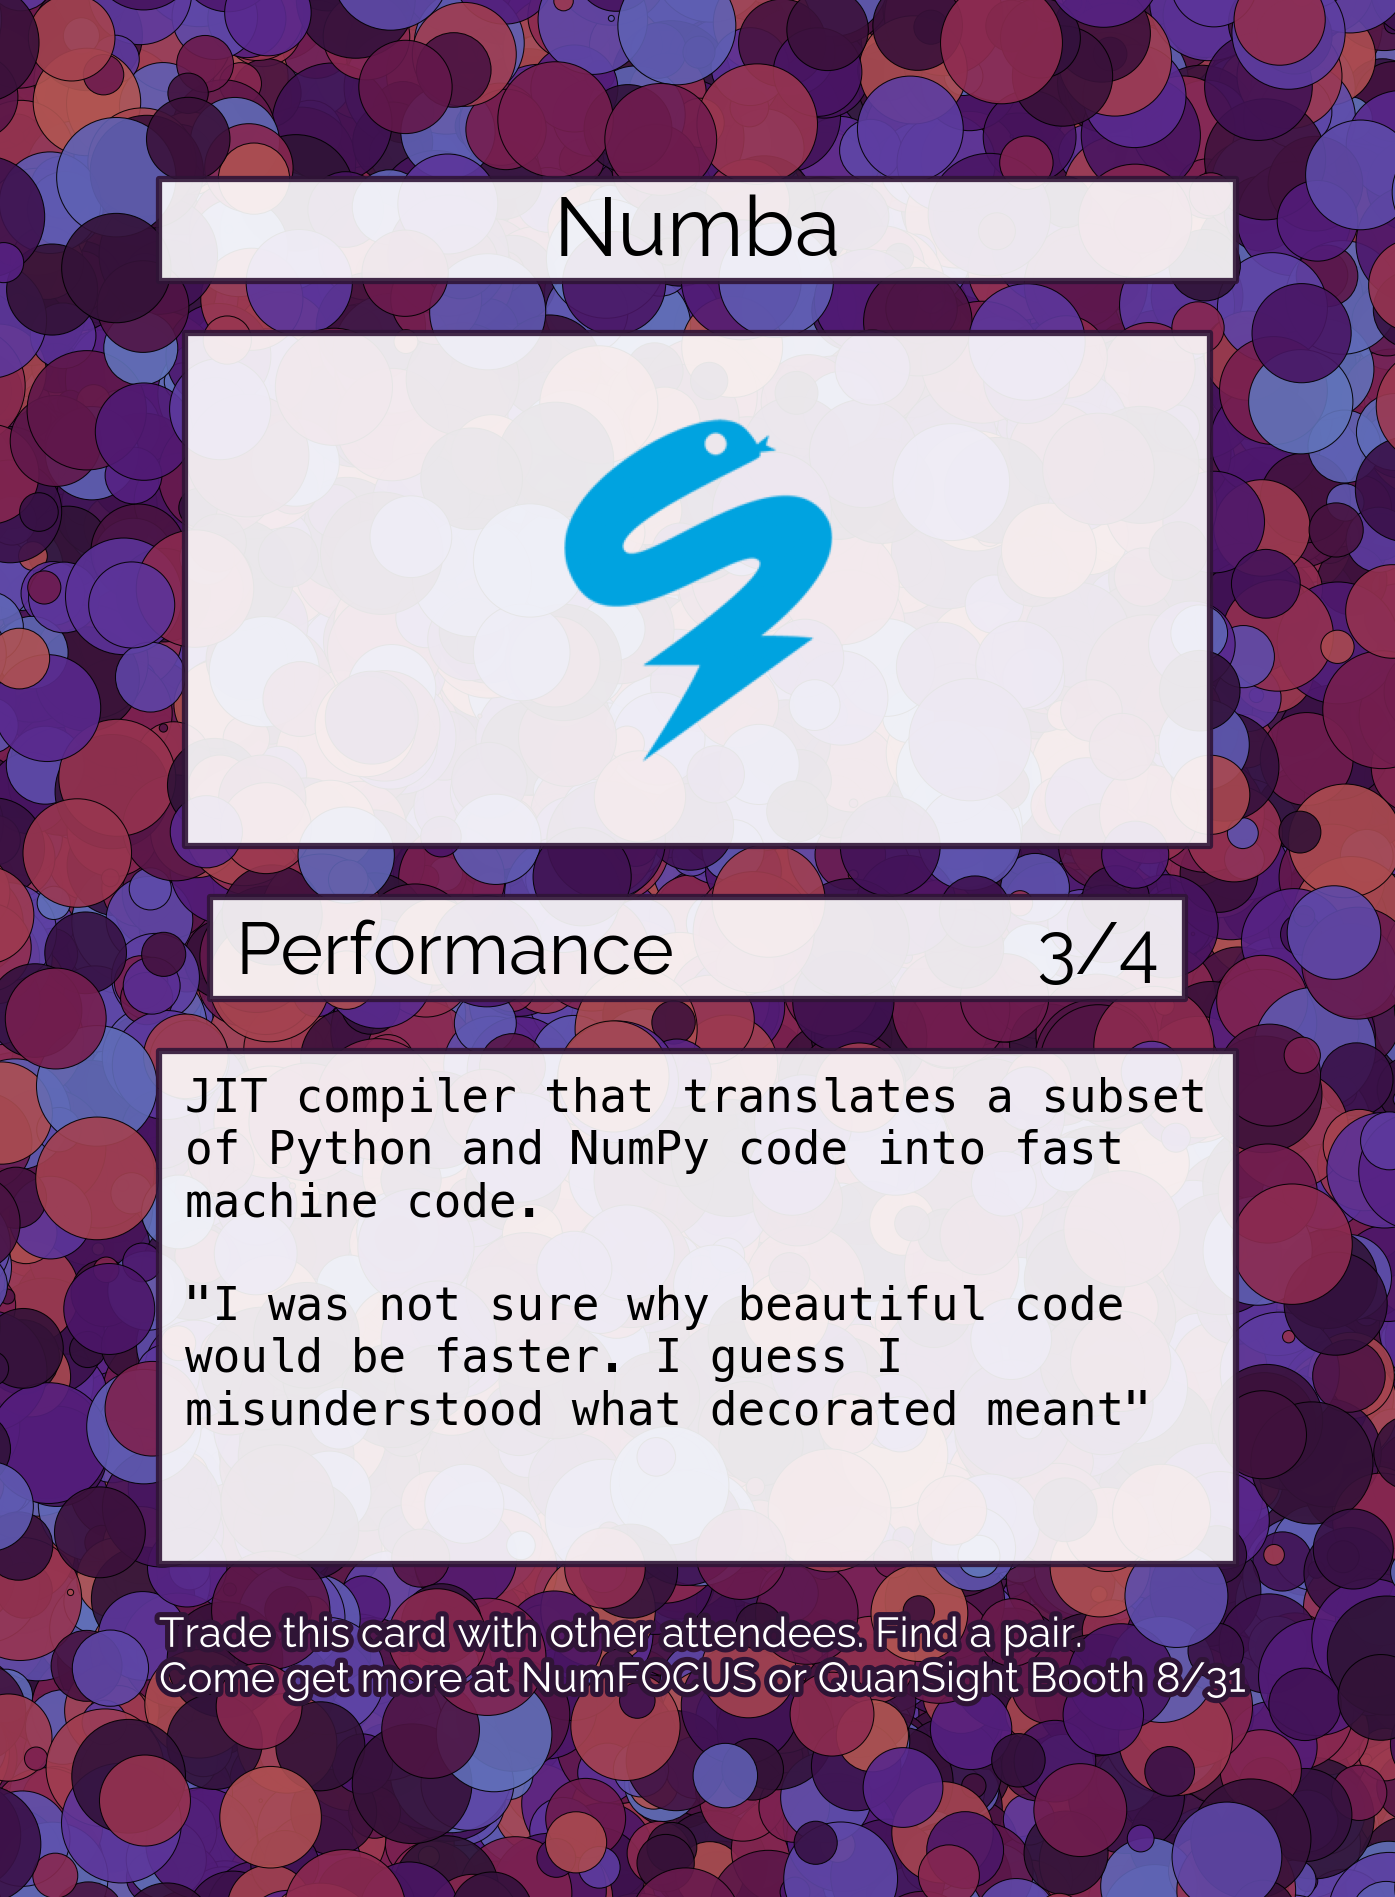 Numba
Performance 3/4
JIT compiler that translates a subset
of Python and NumPy code into fast
machine code.
"I was not sure why beautiful code
would be faster. I guess I
misunderstood what decorated meant"
Trade this card with other attendees. Find a pair.
Come get more at NumFOCUS or QuanSight Booth 8/31